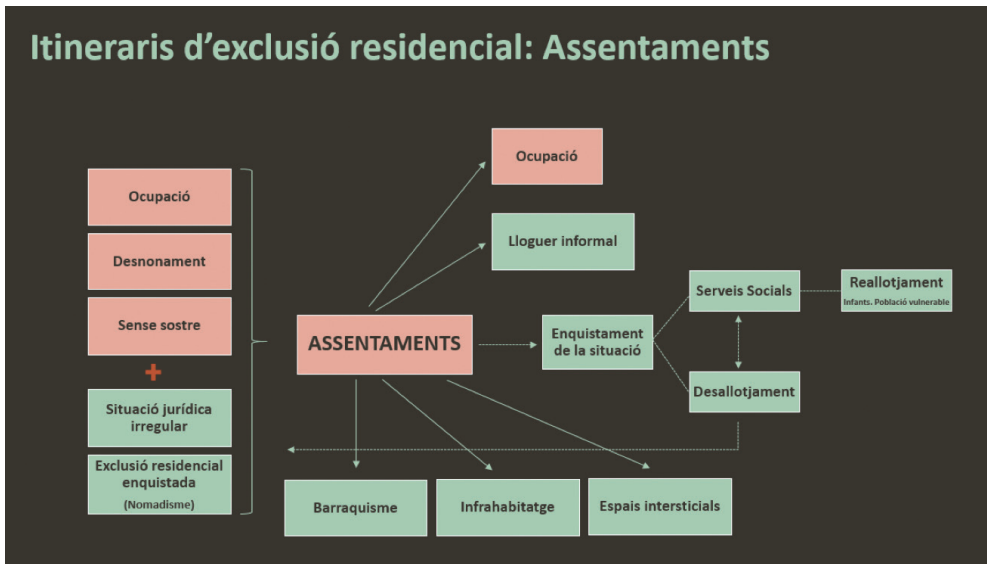 Itineraris d'exclusió residencial: Assentaments
Ocupació
Desnonament
Sense sostre
+
Situació jurídica
irregular
Exclusió residencial
enquistada
(Nomadisme)
ASSENTAMENTS
Ocupació
Lloguer informal
Enquistament
de la situació
Serveis Socials
Reallotjament
Infants. Població vulnerable
Desallotjament
Barraquisme
Infrahabitatge
Espais intersticials